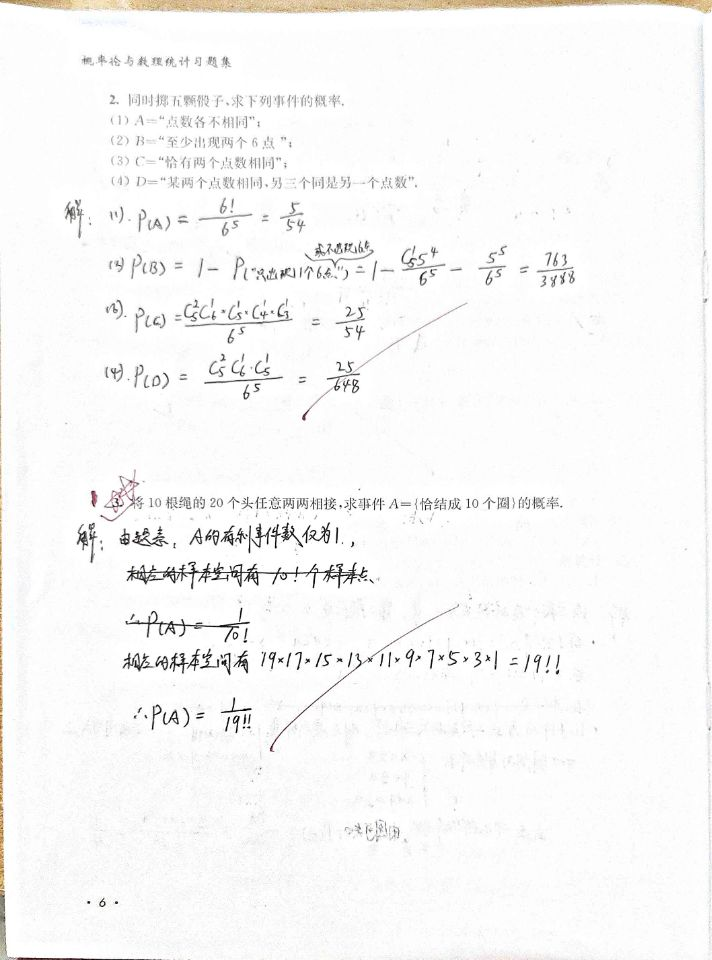 概率论与数理统计习题集
2. 同时掷五颗骰子,求下列事件的概率.
(1) A=“点数各不相同”;
(2) B=“至少出现两个 6 点”;
(3) C=“恰有两个点数相同”;
(4) D=“某两个点数相同,另三个同是另一个点数”.
解: (1). P(A) = 6!/6^5 = 5/54
或不出现6点
(2) P(B) = 1 - P("只出现1个6点") = 1 - C_5^1 5^4/6^5 - 5^5/6^5 = 763/3888
(3). P(C) = C_5^2 C_6^1 × C_5^1 × C_4^1 × C_3^1/6^5 = 25/54
(4). P(D) = C_5^2 C_6^1 · C_5^1/6^5 = 25/648
3. 将 10 根绳的 20 个头任意两两相接,求事件 A={恰结成 10 个圈}的概率.
解: 由题意, A的有利事件数仅为1.,
相应的样本空间有 10! 个样本点、
∴P(A) = 1/10!
相应的样本空间有 19×17×15×13×11×9×7×5×3×1 = 19!!
∴P(A) = 1/19!!
· 6 ·